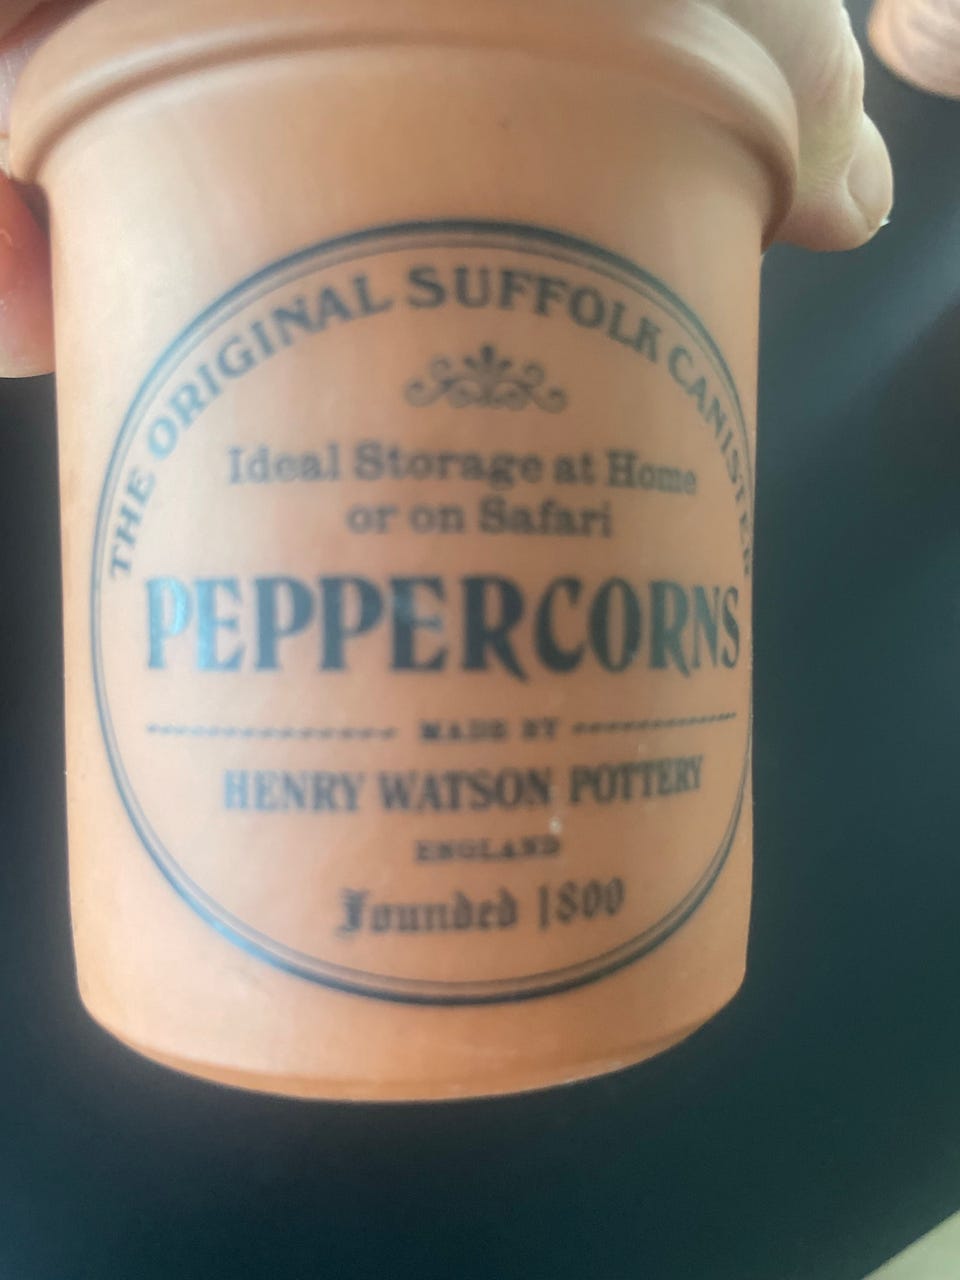 THE ORIGINAL SUFFOLK CANISTER
Ideal Storage at Home
or on Safari
PEPPERCORNS
MADE BY
HENRY WATSON POTTERY
ENGLAND
Founded 1800